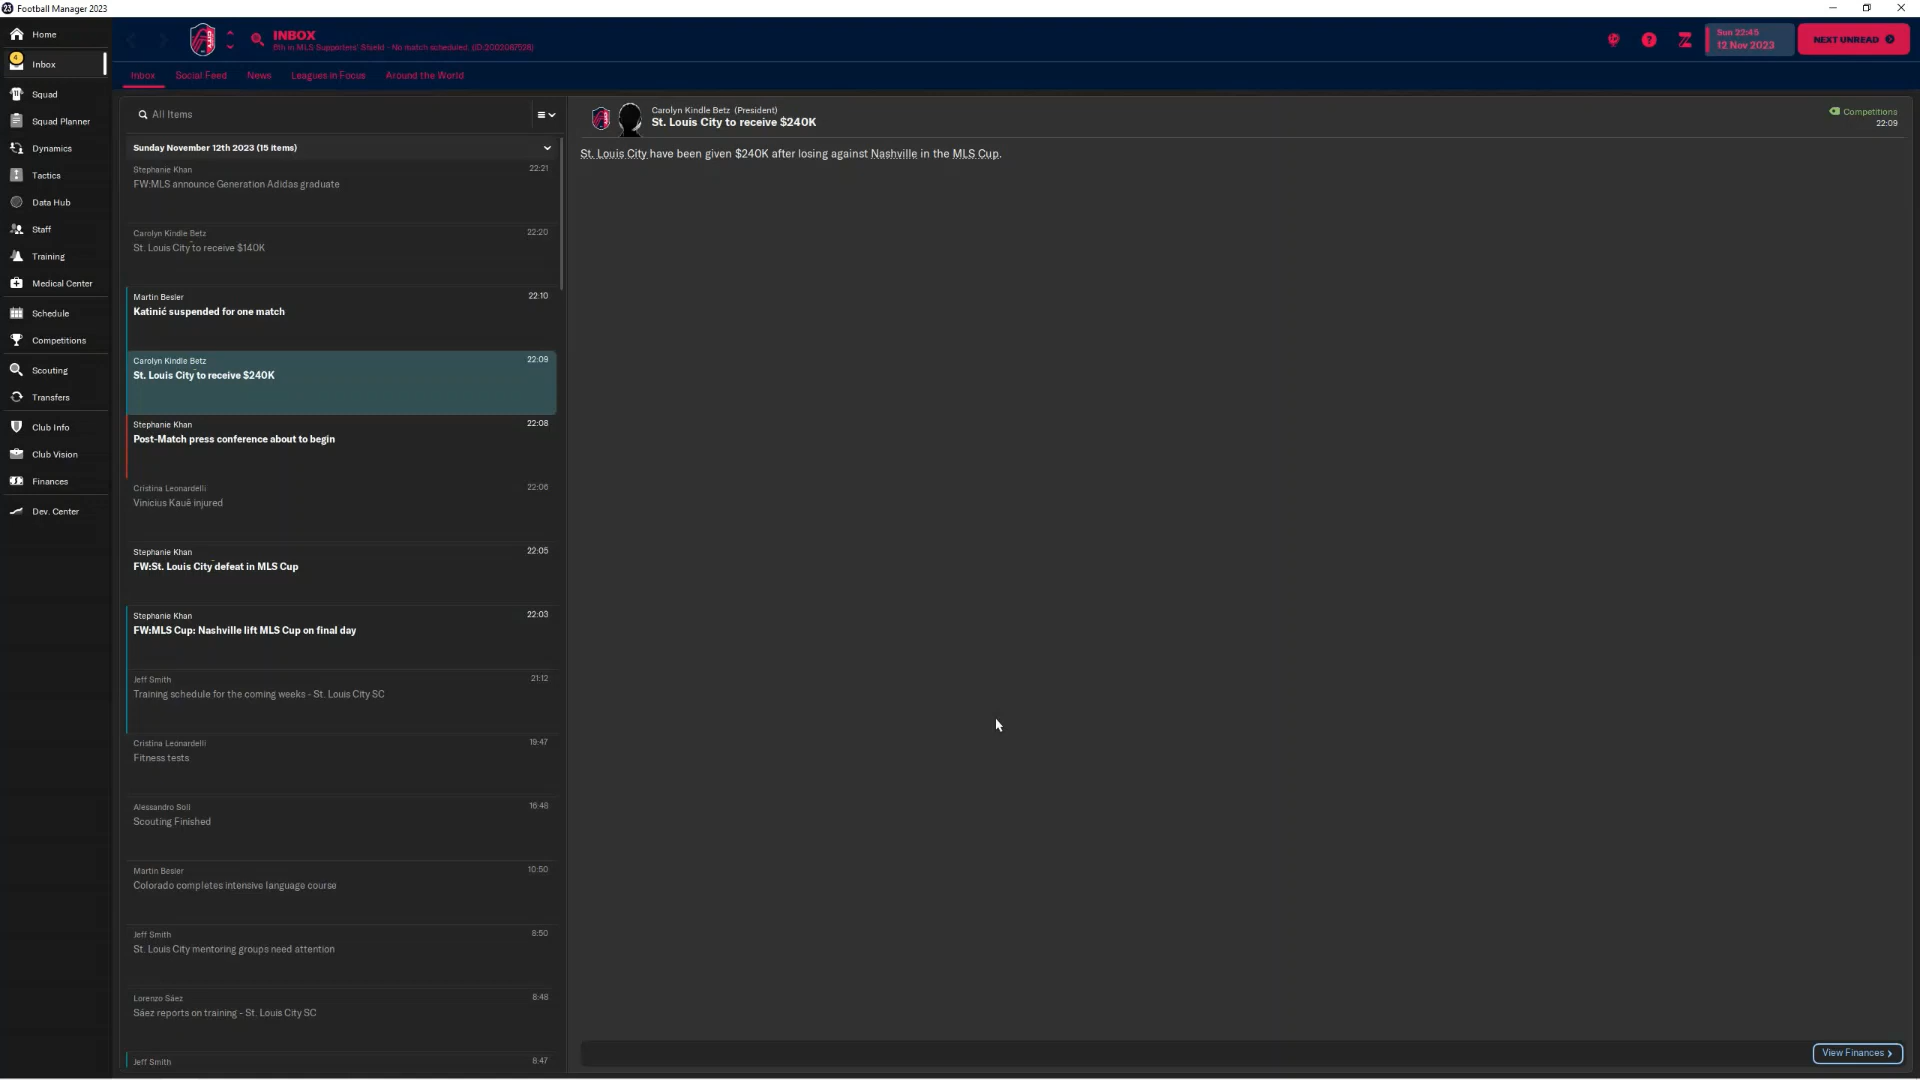 Football Manager 2023
Home
Inbox
Squad
Squad Planner
Dynamics
Tactics
Data Hub
Staff
Training
Medical Center
Schedule
Competitions
Scouting
Transfers
Club Info
Club Vision
Finances
Dev. Center
INBOX
8th in MLS Supporters' Shield - No match scheduled.
Sun 22:45
12 Nov 2023
NEXT UNREAD
Inbox
Social Feed
News
Leagues In Focus
Around the World
All Items
Sunday November 12th 2023 (15 Items)
Stephanie Khan 22:21
FW:MLS announce Generation Adidas graduate
Carolyn Kindle Betz 22:20
St. Louis City to receive $140K
Martin Besler 22:10
Katinić suspended for one match
Carolyn Kindle Betz 22:09
St. Louis City to receive $240K
Stephanie Khan 22:08
Post-Match press conference about to begin
Cristina Leonardelli 22:06
Vinicius Kauê injured
Stephanie Khan 22:05
FW:St. Louis City defeat in MLS Cup
Stephanie Khan 22:03
FW:MLS Cup: Nashville lift MLS Cup on final day
Jeff Smith 21:12
Training schedule for the coming weeks - St. Louis City SC
Cristina Leonardelli 19:47
Fitness tests
Alessandro Soli 16:48
Scouting Finished
Martin Besler 10:50
Colorado completes intensive language course
Jeff Smith 8:50
St. Louis City mentoring groups need attention
Lorenzo Sáez 8:48
Sáez reports on training - St. Louis City SC
Jeff Smith 8:47
Carolyn Kindle Betz (President)
St. Louis City to receive $240K
Competitions
22:09
St. Louis City have been given $240K after losing against Nashville in the MLS Cup.
View Finances